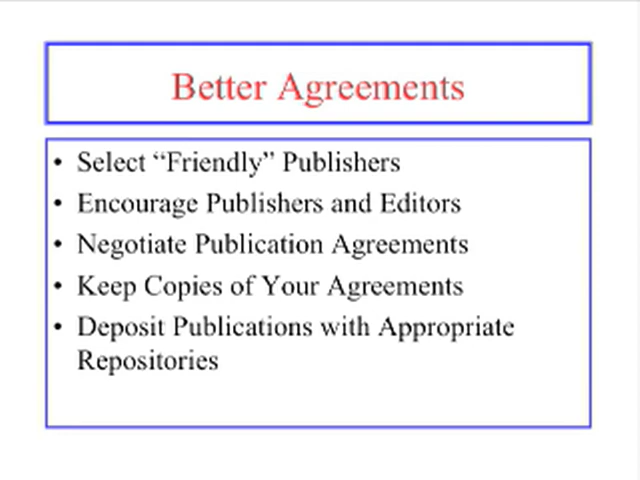 Better Agreements
• Select “Friendly” Publishers
• Encourage Publishers and Editors
• Negotiate Publication Agreements
• Keep Copies of Your Agreements
• Deposit Publications with Appropriate
Repositories